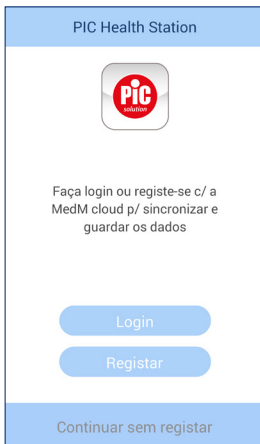 PIC Health Station
PiC
solution
Faça login ou registe-se c/ a
MedM cloud p/ sincronizar e
guardar os dados
Login
Registar
Continuar sem registar